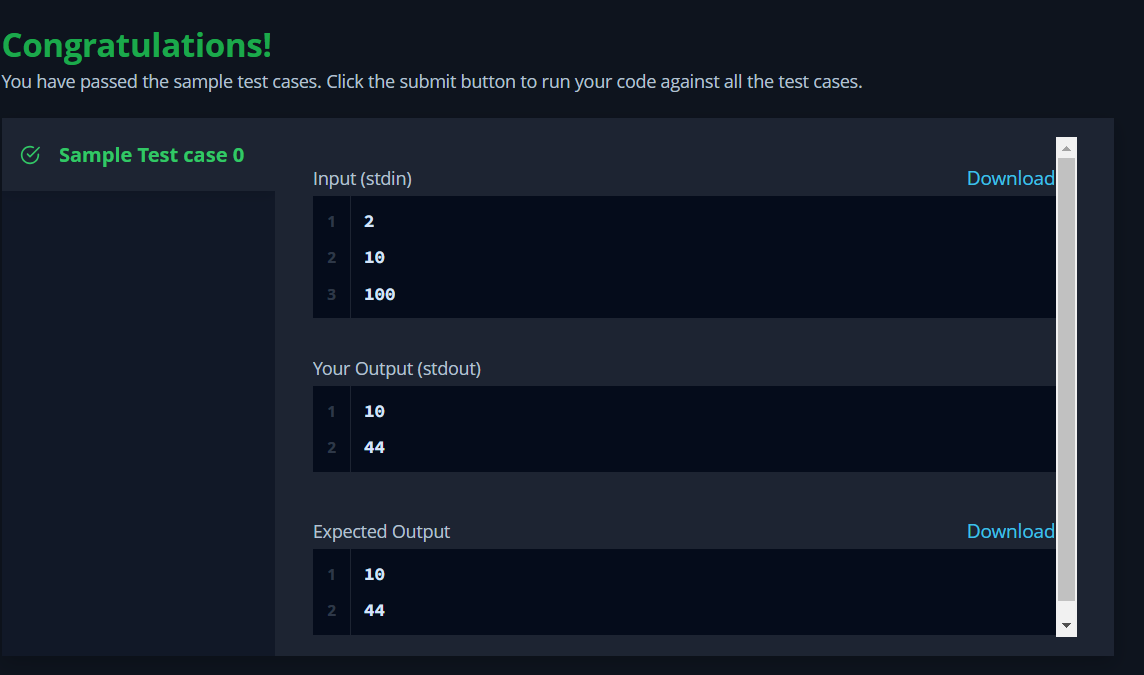 Congratulations!
You have passed the sample test cases. Click the submit button to run your code against all the test cases.
Sample Test case 0
Input (stdin)
Download
1 2
2 10
3 100
Your Output (stdout)
1 10
2 44
Expected Output
Download
1 10
2 44